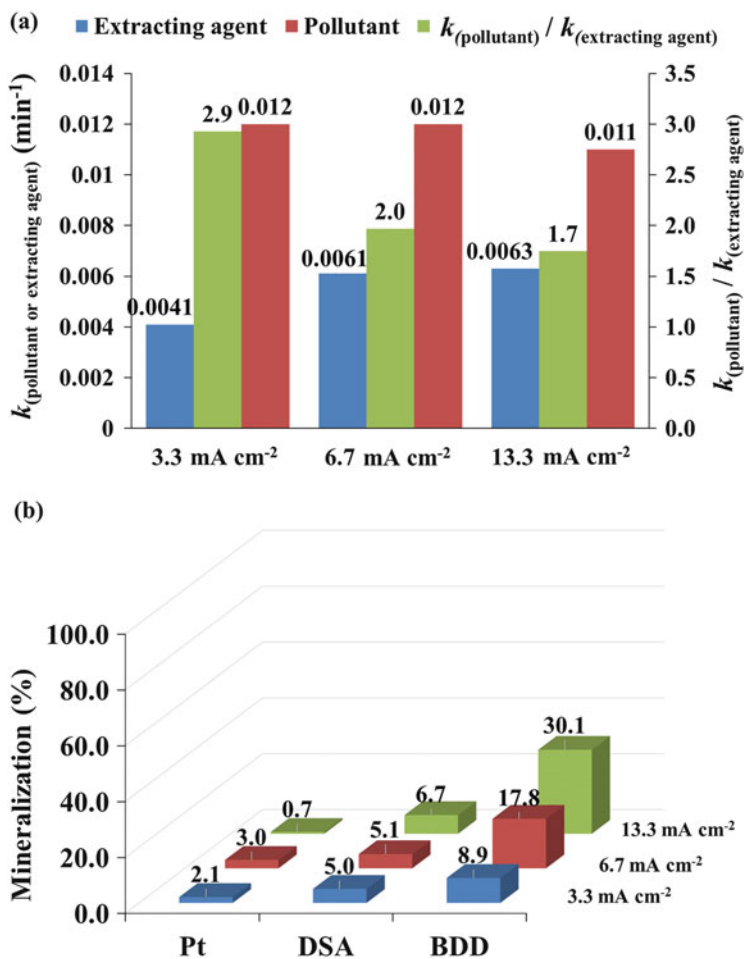 (a)
Extracting agent Pollutant k(pollutant) / k(extracting agent)
k(pollutant or extracting agent) (min-1)
0.014
0.012
0.01
0.008
0.006
0.004
0.002
0
0.0041
2.9
0.012
0.0061
2.0
0.012
0.0063
1.7
0.011
3.5
3.0
2.5
2.0
1.5
1.0
0.5
0.0
k(pollutant) / k(extracting agent)
3.3 mA cm-2 6.7 mA cm-2 13.3 mA cm-2
(b)
Mineralization (%)
100.0
80.0
60.0
40.0
20.0
0.0
0.7 6.7 30.1
3.0 5.1 17.8
2.1 5.0 8.9
13.3 mA cm-2
6.7 mA cm-2
3.3 mA cm-2
Pt DSA BDD